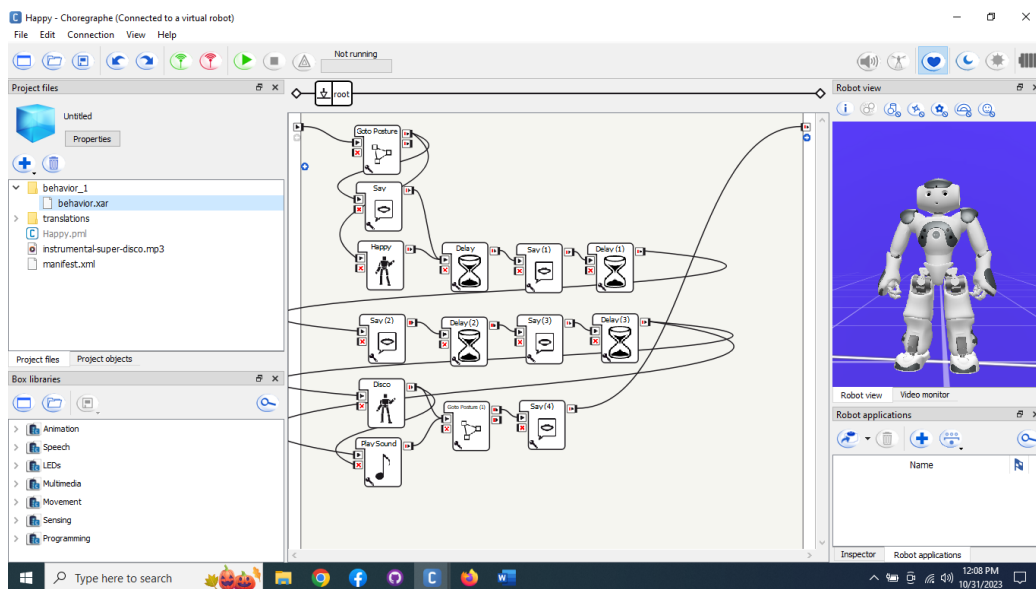 Happy - Choregraphe (Connected to a virtual robot)
File Edit Connection View Help
Not running
Project files
Untitled
Properties
behavior_1
behavior.xar
translations
Happy.pml
instrumental-super-disco.mp3
manifest.xml
Project files Project objects
Box libraries
Animation
Speech
LEDs
Multimedia
Movement
Sensing
Programming
root
Goto Posture
Say
Happy Delay Say (1) Delay (1)
Say (2) Delay (2) Say (3) Delay (3)
Disco
Goto Posture (1) Say (4)
Play Sound
Robot view
Robot view Video monitor
Robot applications
Name
Inspector Robot applications
Type here to search
12:08 PM
10/31/2023